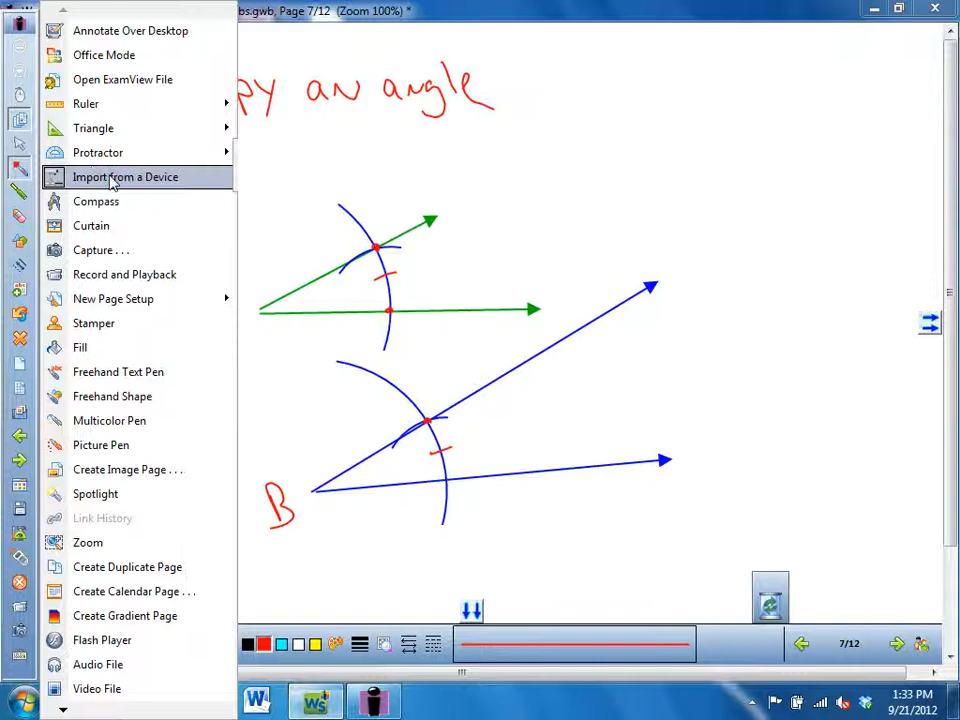 bs.gwb, Page 7/12 (Zoom 100%) *
Annotate Over Desktop
Office Mode
Open ExamView File
Ruler
Triangle
Protractor
Import from a Device
Compass
Curtain
Capture . . .
Record and Playback
New Page Setup
Stamper
Fill
Freehand Text Pen
Freehand Shape
Multicolor Pen
Picture Pen
Create Image Page . . .
Spotlight
Link History
Zoom
Create Duplicate Page
Create Calendar Page . . .
Create Gradient Page
Flash Player
Audio File
Video File
py an angle
B
7/12
W
WS
1:33 PM
9/21/2012